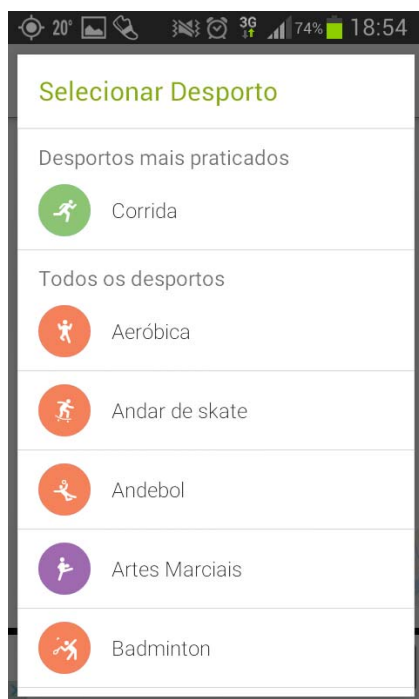 20° 3G 74% 18:54
Selecionar Desporto
Desportos mais praticados
Corrida
Todos os desportos
Aeróbica
Andar de skate
Andebol
Artes Marciais
Badminton